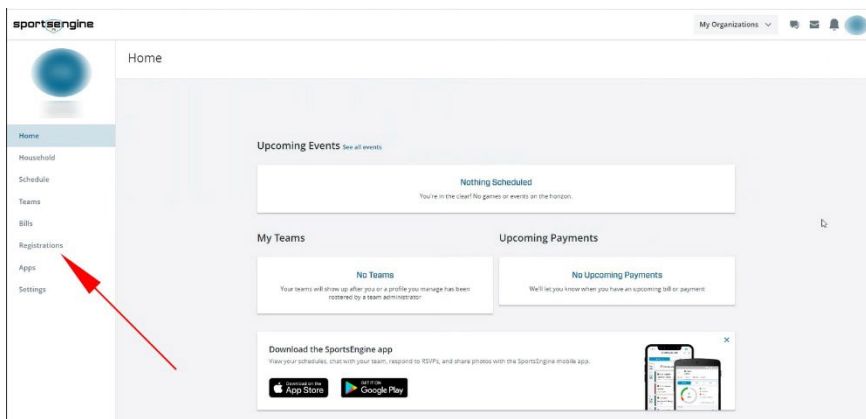 sportsengine
My Organizations
Home
Home
Household
Schedule
Teams
Bills
Registrations
Apps
Settings
Upcoming Events See all events
Nothing Scheduled
You're in the clear! No games or events on the horizon.
My Teams
No Teams
Your teams will show up after you or a profile you manage has been
rostered by a team administrator
Upcoming Payments
No Upcoming Payments
We'll let you know when you have an upcoming bill or payment
Download the SportsEngine app
View your schedules, chat with your team, respond to RSVPs, and share photos with the SportsEngine mobile app.
Download on the
App Store
GET IT ON
Google Play